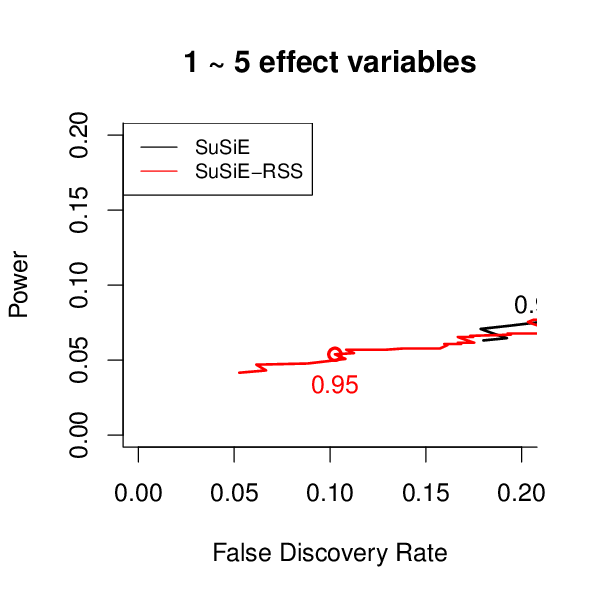 1 ~ 5 effect variables
SuSiE
SuSiE−RSS
Power
0.20
0.15
0.10
0.05
0.00
0.95
0.00 0.05 0.10 0.15 0.20
False Discovery Rate